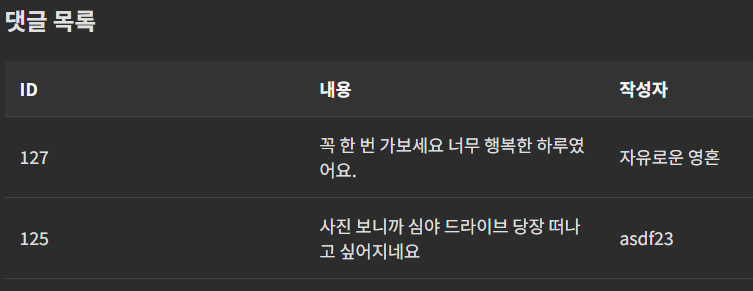 댓글 목록
ID 내용 작성자
127 꼭 한 번 가보세요 너무 행복한 하루였 자유로운 영혼
어요.
125 사진 보니까 심야 드라이브 당장 떠나 asdf23
고 싶어지네요